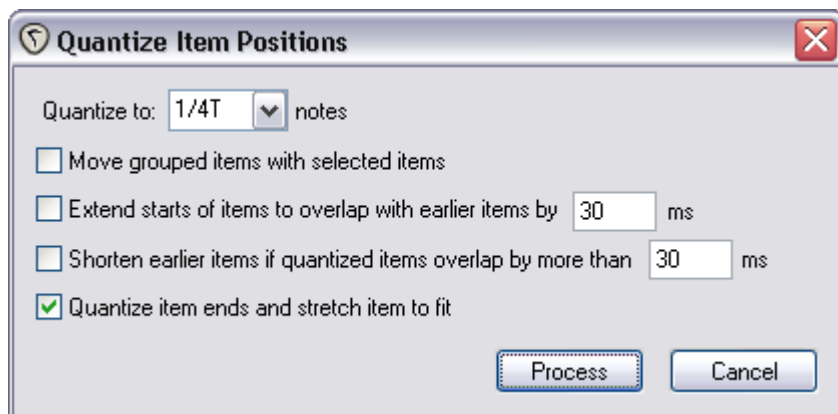 Quantize Item Positions
Quantize to: 1/4T notes
Move grouped items with selected items
Extend starts of items to overlap with earlier items by 30 ms
Shorten earlier items if quantized items overlap by more than 30 ms
Quantize item ends and stretch item to fit
Process Cancel